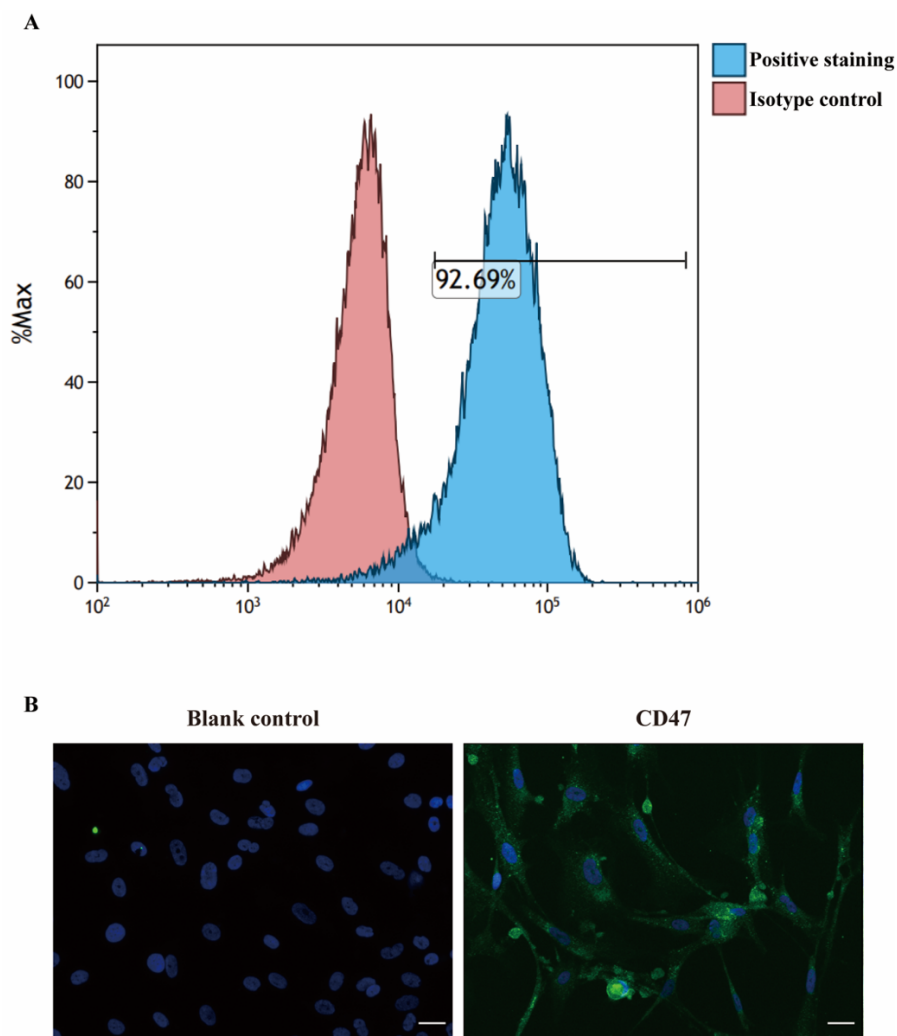 A
Positive staining
Isotype control
100
80
60
40
20
0
%Max
92.69%
10²
10³
10⁴
10⁵
10⁶
B
Blank control
CD47